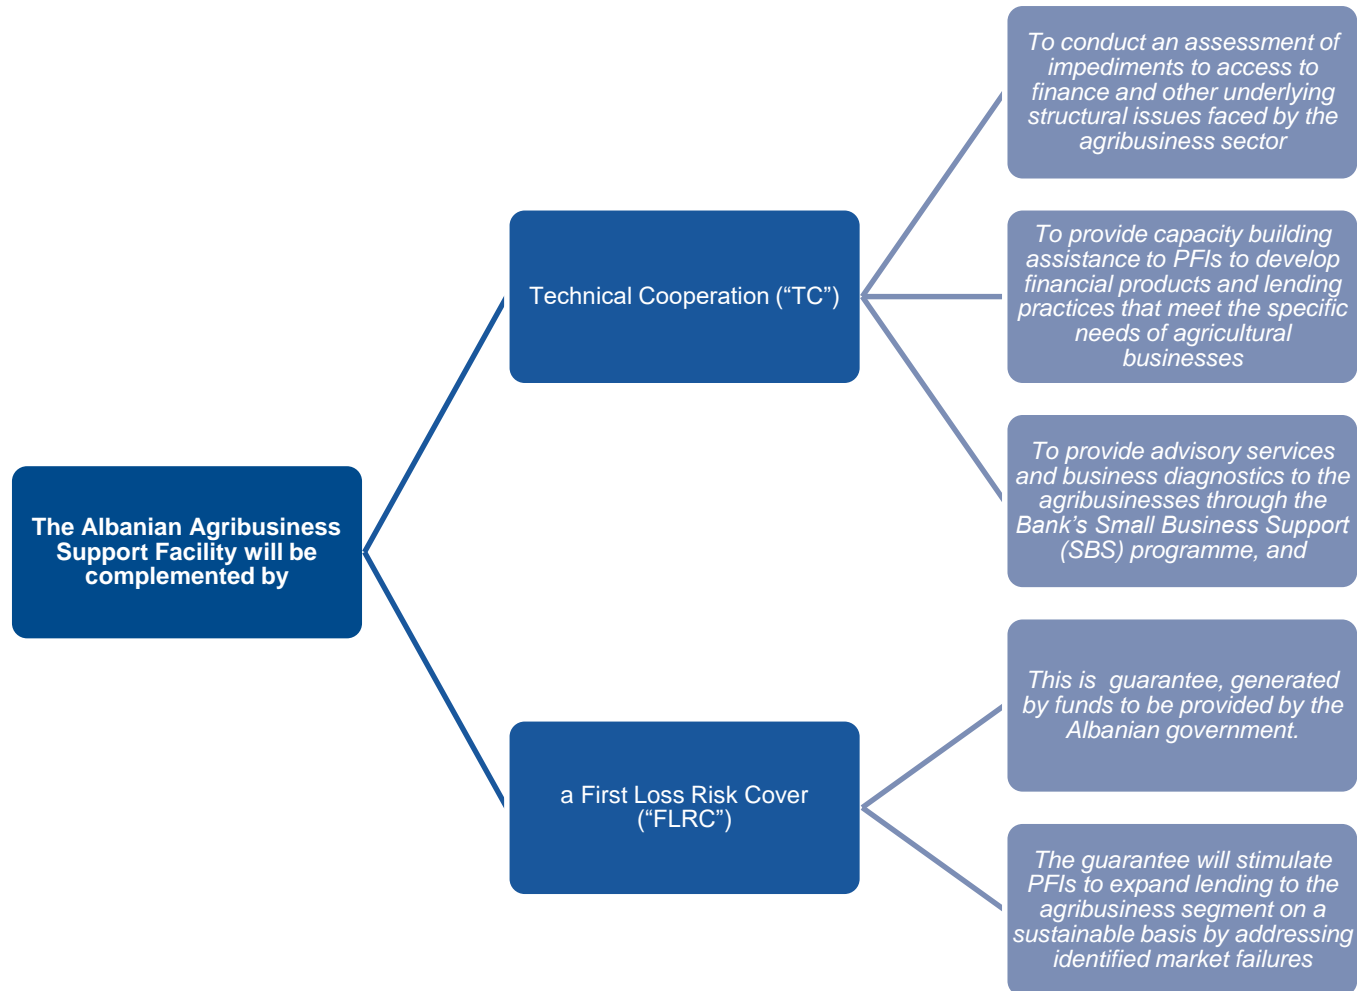 The Albanian Agribusiness
Support Facility will be
complemented by
Technical Cooperation (“TC”)
To conduct an assessment of
impediments to access to
finance and other underlying
structural issues faced by the
agribusiness sector
To provide capacity building
assistance to PFIs to develop
financial products and lending
practices that meet the specific
needs of agricultural
businesses
To provide advisory services
and business diagnostics to the
agribusinesses through the
Bank’s Small Business Support
(SBS) programme, and
a First Loss Risk Cover
(“FLRC”)
This is  guarantee, generated
by funds to be provided by the
Albanian government.
The guarantee will stimulate
PFIs to expand lending to the
agribusiness segment on a
sustainable basis by addressing
identified market failures